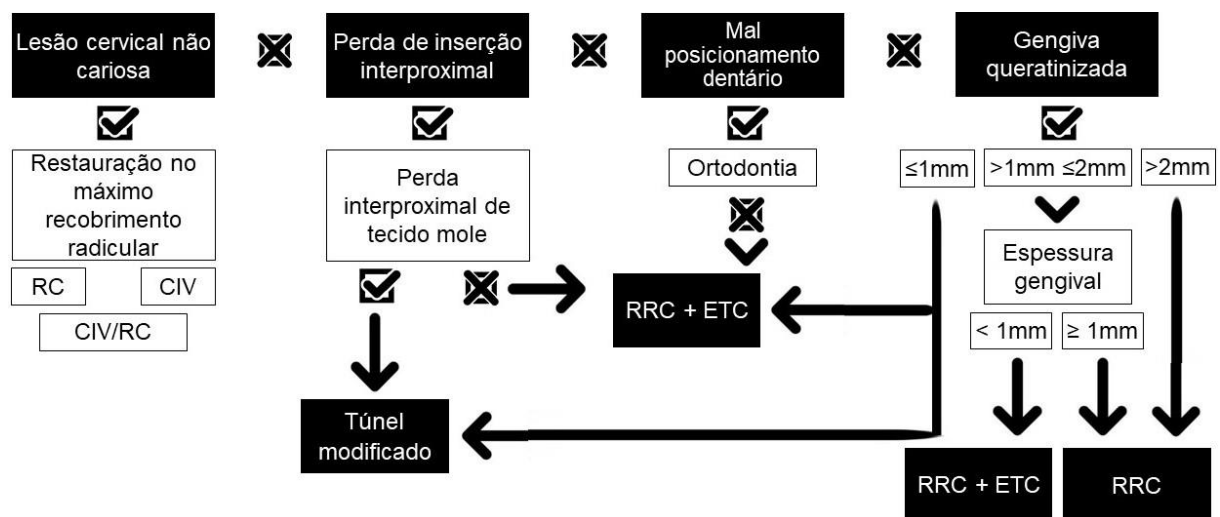 Lesão cervical não
cariosa
Perda de inserção
interproximal
Mal
posicionamento
dentário
Gengiva
queratinizada
Restauração no
máximo
recobrimento
radicular
RC
CIV
CIV/RC
Perda
interproximal de
tecido mole
Ortodontia
≤1mm
>1mm ≤2mm
>2mm
Espessura
gengival
< 1mm
≥ 1mm
RRC + ETC
Túnel
modificado
RRC + ETC
RRC